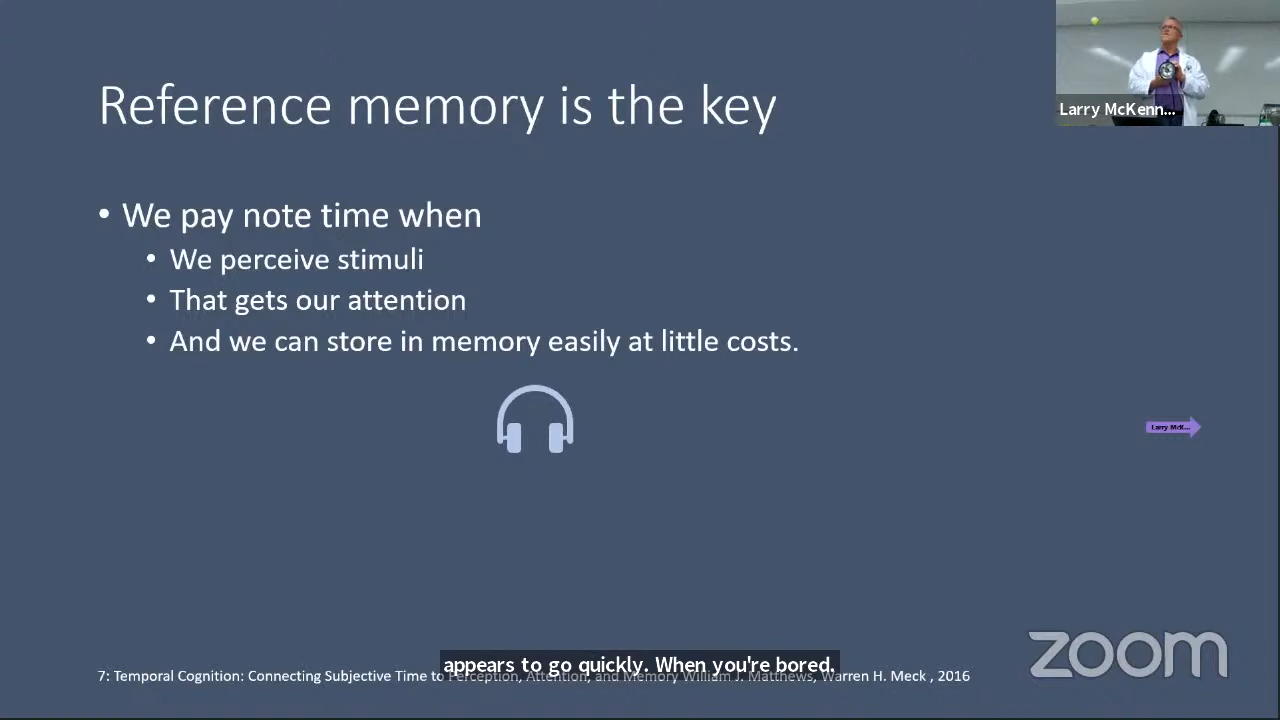 Reference memory is the key
Larry McKenn...
• We pay note time when
• We perceive stimuli
• That gets our attention
• And we can store in memory easily at little costs.
Larry McK...
zoom
appears to go quickly. When you're bored,
7: Temporal Cognition: Connecting Subjective Time to Perception, Attention, and Memory William J. Matthews, Warren H. Meck , 2016